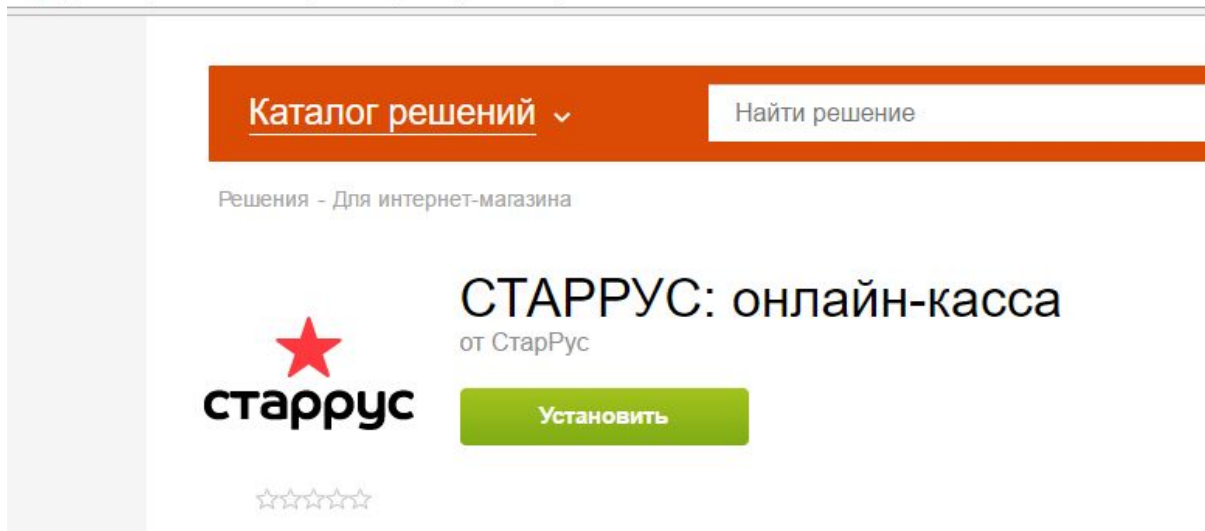 Каталог решений
Найти решение
Решения - Для интернет-магазина
СТАРРУС: онлайн-касса
от СтарРус
старрус
Установить